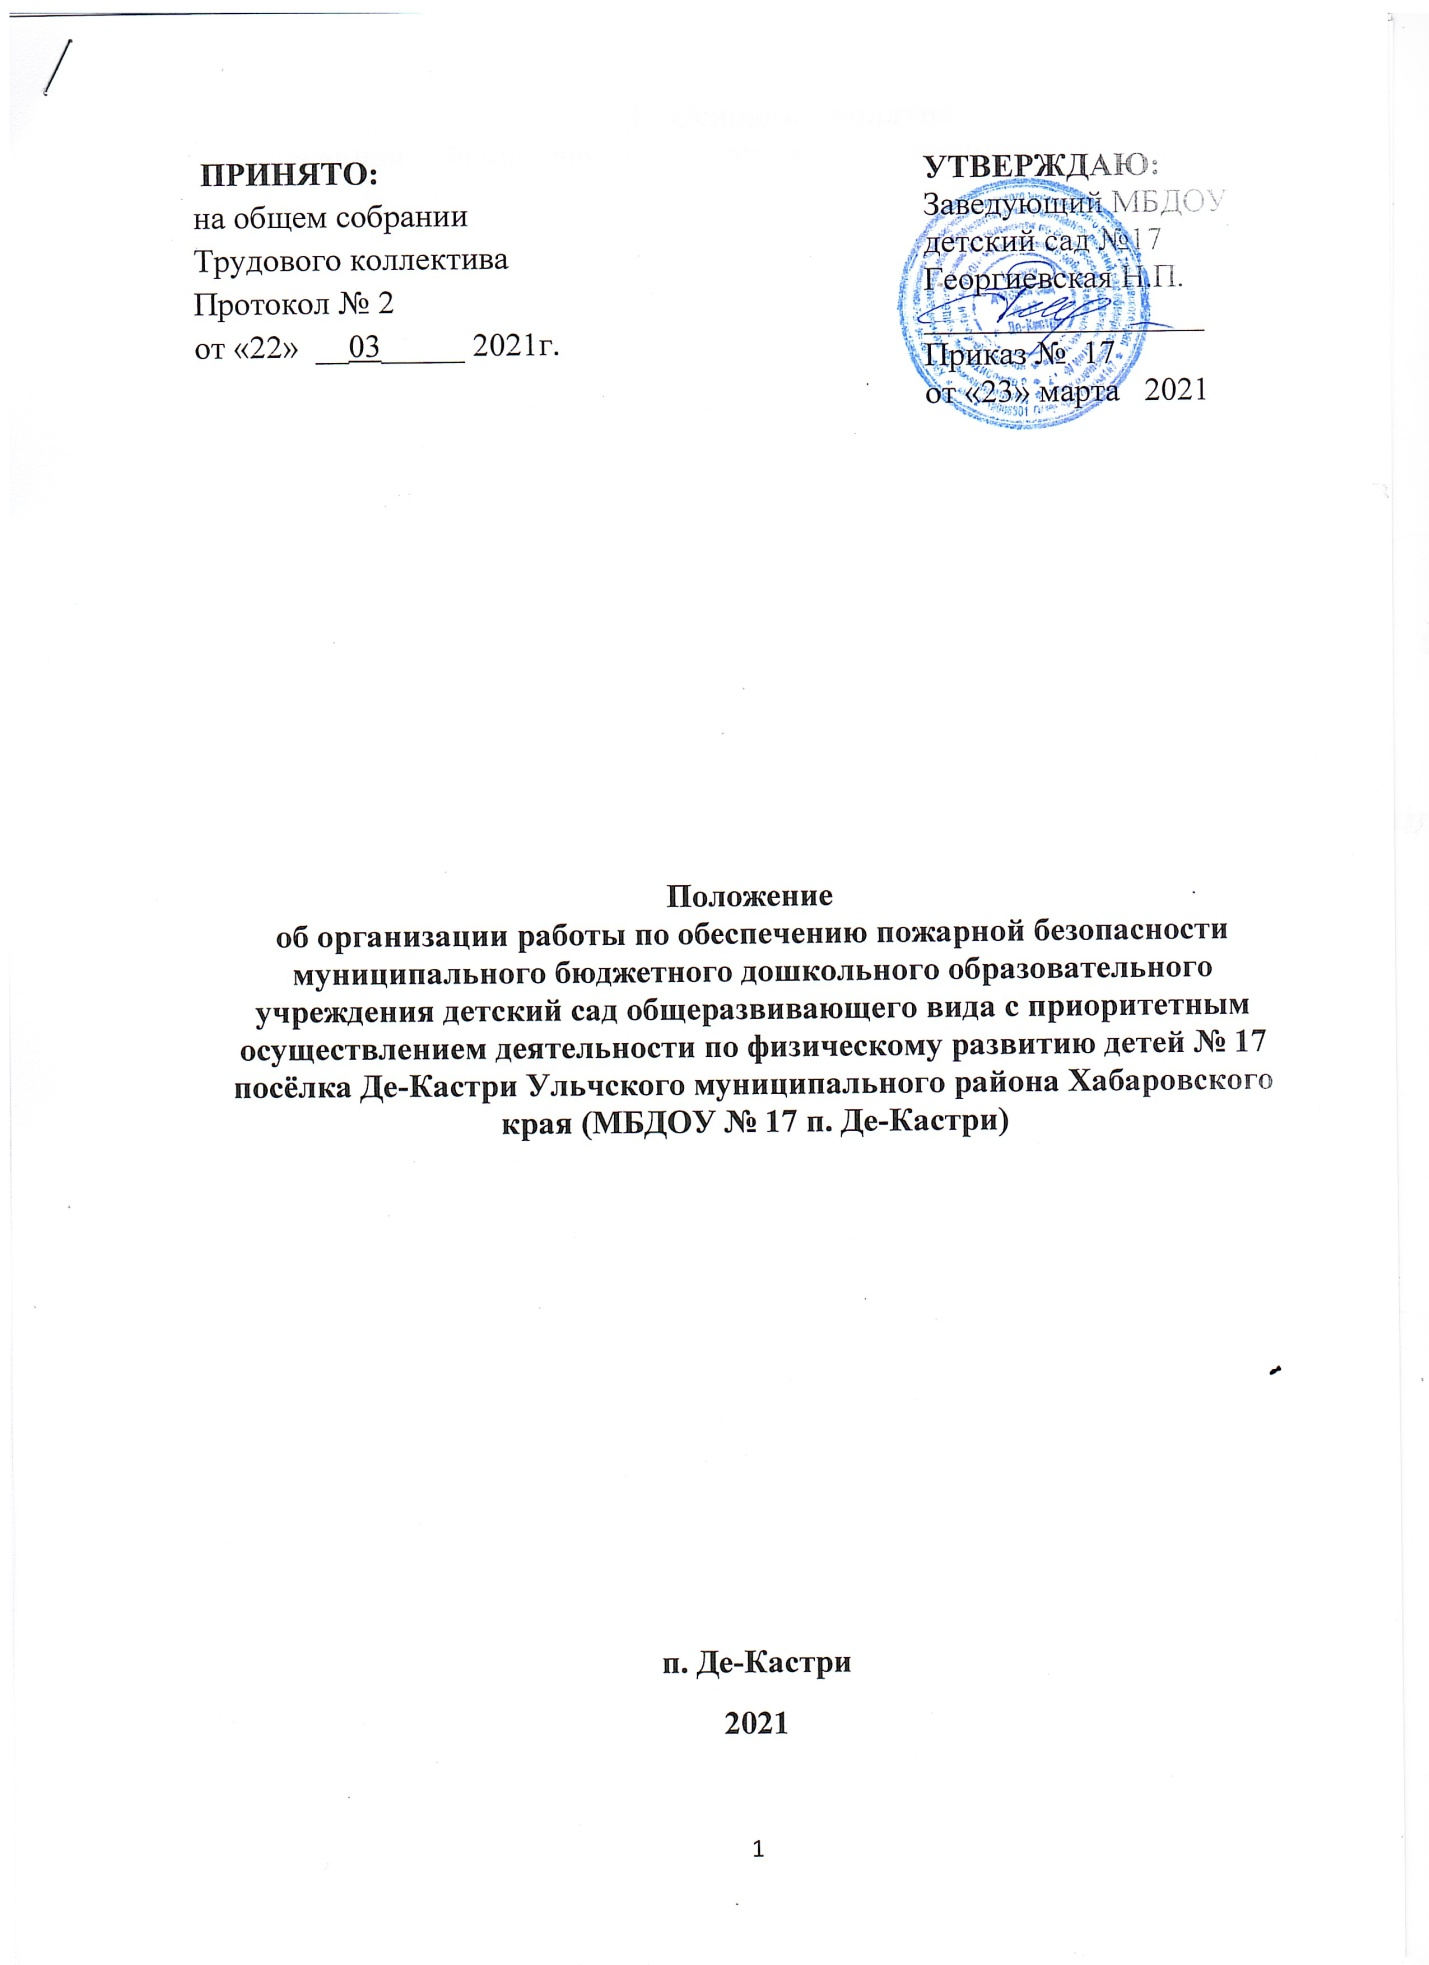 ПРИНЯТО:
на общем собрании
Трудового коллектива
Протокол № 2
от «22» __03_____ 2021г.
УТВЕРЖДАЮ:
Заведующий МБДОУ
детский сад №17
Георгиевская Н.П.
Приказ № 17
от «23» марта 2021
Положение
об организации работы по обеспечению пожарной безопасности
муниципального бюджетного дошкольного образовательного
учреждения детский сад общеразвивающего вида с приоритетным
осуществлением деятельности по физическому развитию детей № 17
посёлка Де-Кастри Ульчского муниципального района Хабаровского
края (МБДОУ № 17 п. Де-Кастри)
п. Де-Кастри
2021
1